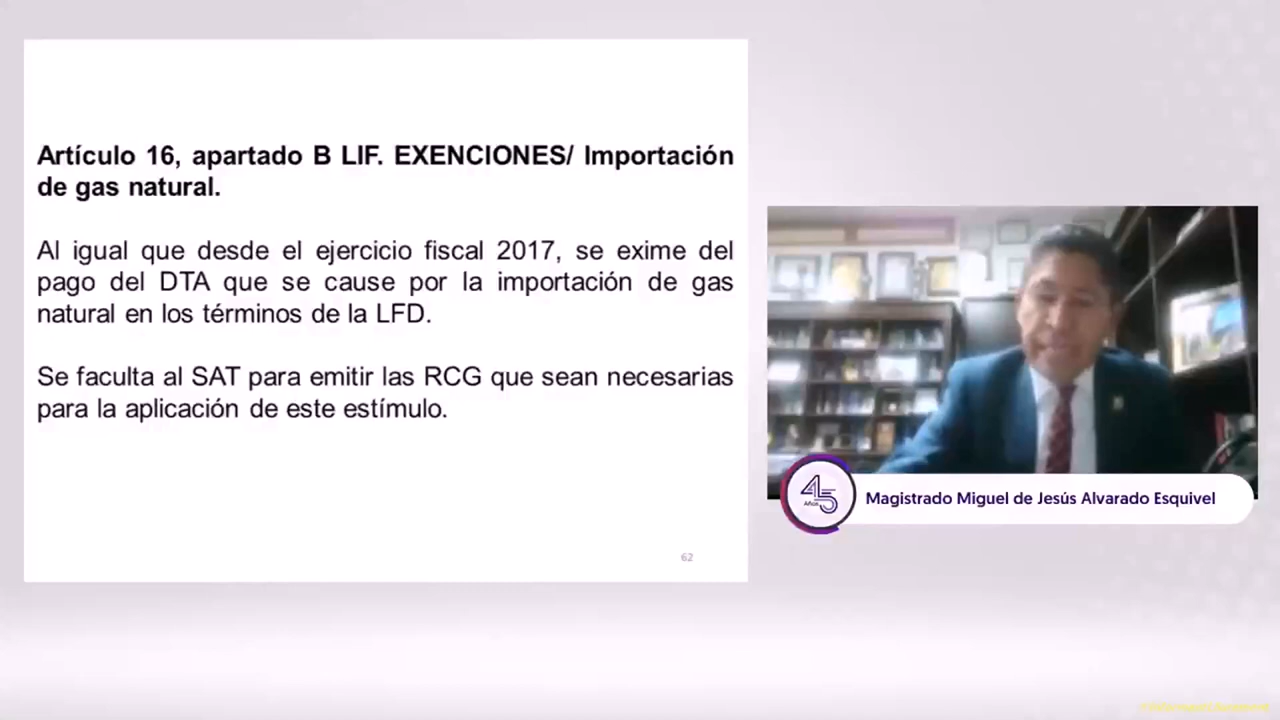 Artículo 16, apartado B LIF. EXENCIONES/ Importación
de gas natural.
Al igual que desde el ejercicio fiscal 2017, se exime del
pago del DTA que se cause por la importación de gas
natural en los términos de la LFD.
Se faculta al SAT para emitir las RCG que sean necesarias
para la aplicación de este estímulo.
62
45
Años
Magistrado Miguel de Jesús Alvarado Esquivel